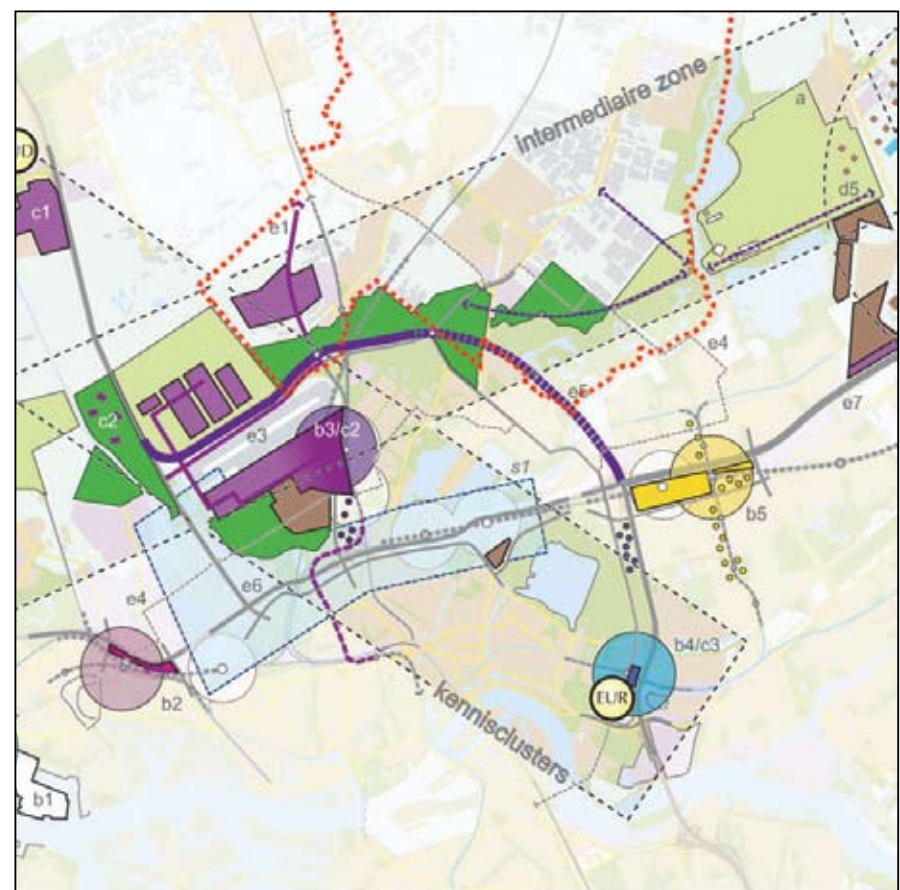 intermediaire zone
a
UD
d5
c1
e1
e4
e5
c2
e3
b3/c2
e7
s1
b5
e4
e6
b4/c3
b2
EUR
kennisclusters
b1